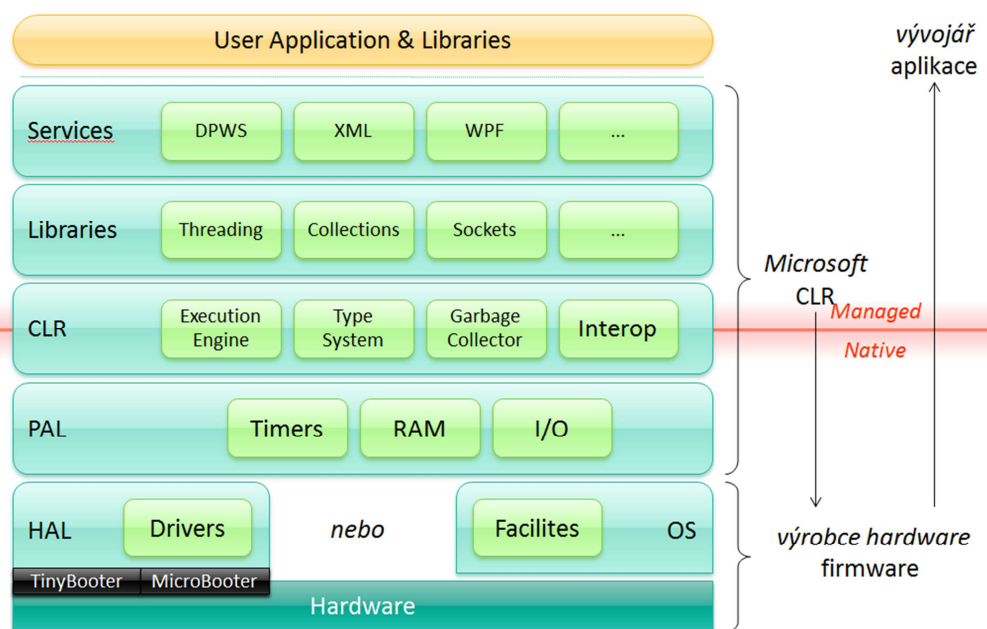 User Application & Libraries
vývojář
aplikace
Services
DPWS
XML
WPF
...
Libraries
Threading
Collections
Sockets
...
Microsoft
CLR
CLR
Execution
Engine
Type
System
Garbage
Collector
Interop
Managed
Native
PAL
Timers
RAM
I/O
HAL
Drivers
nebo
Facilites
OS
výrobce hardware
firmware
TinyBooter
MicroBooter
Hardware